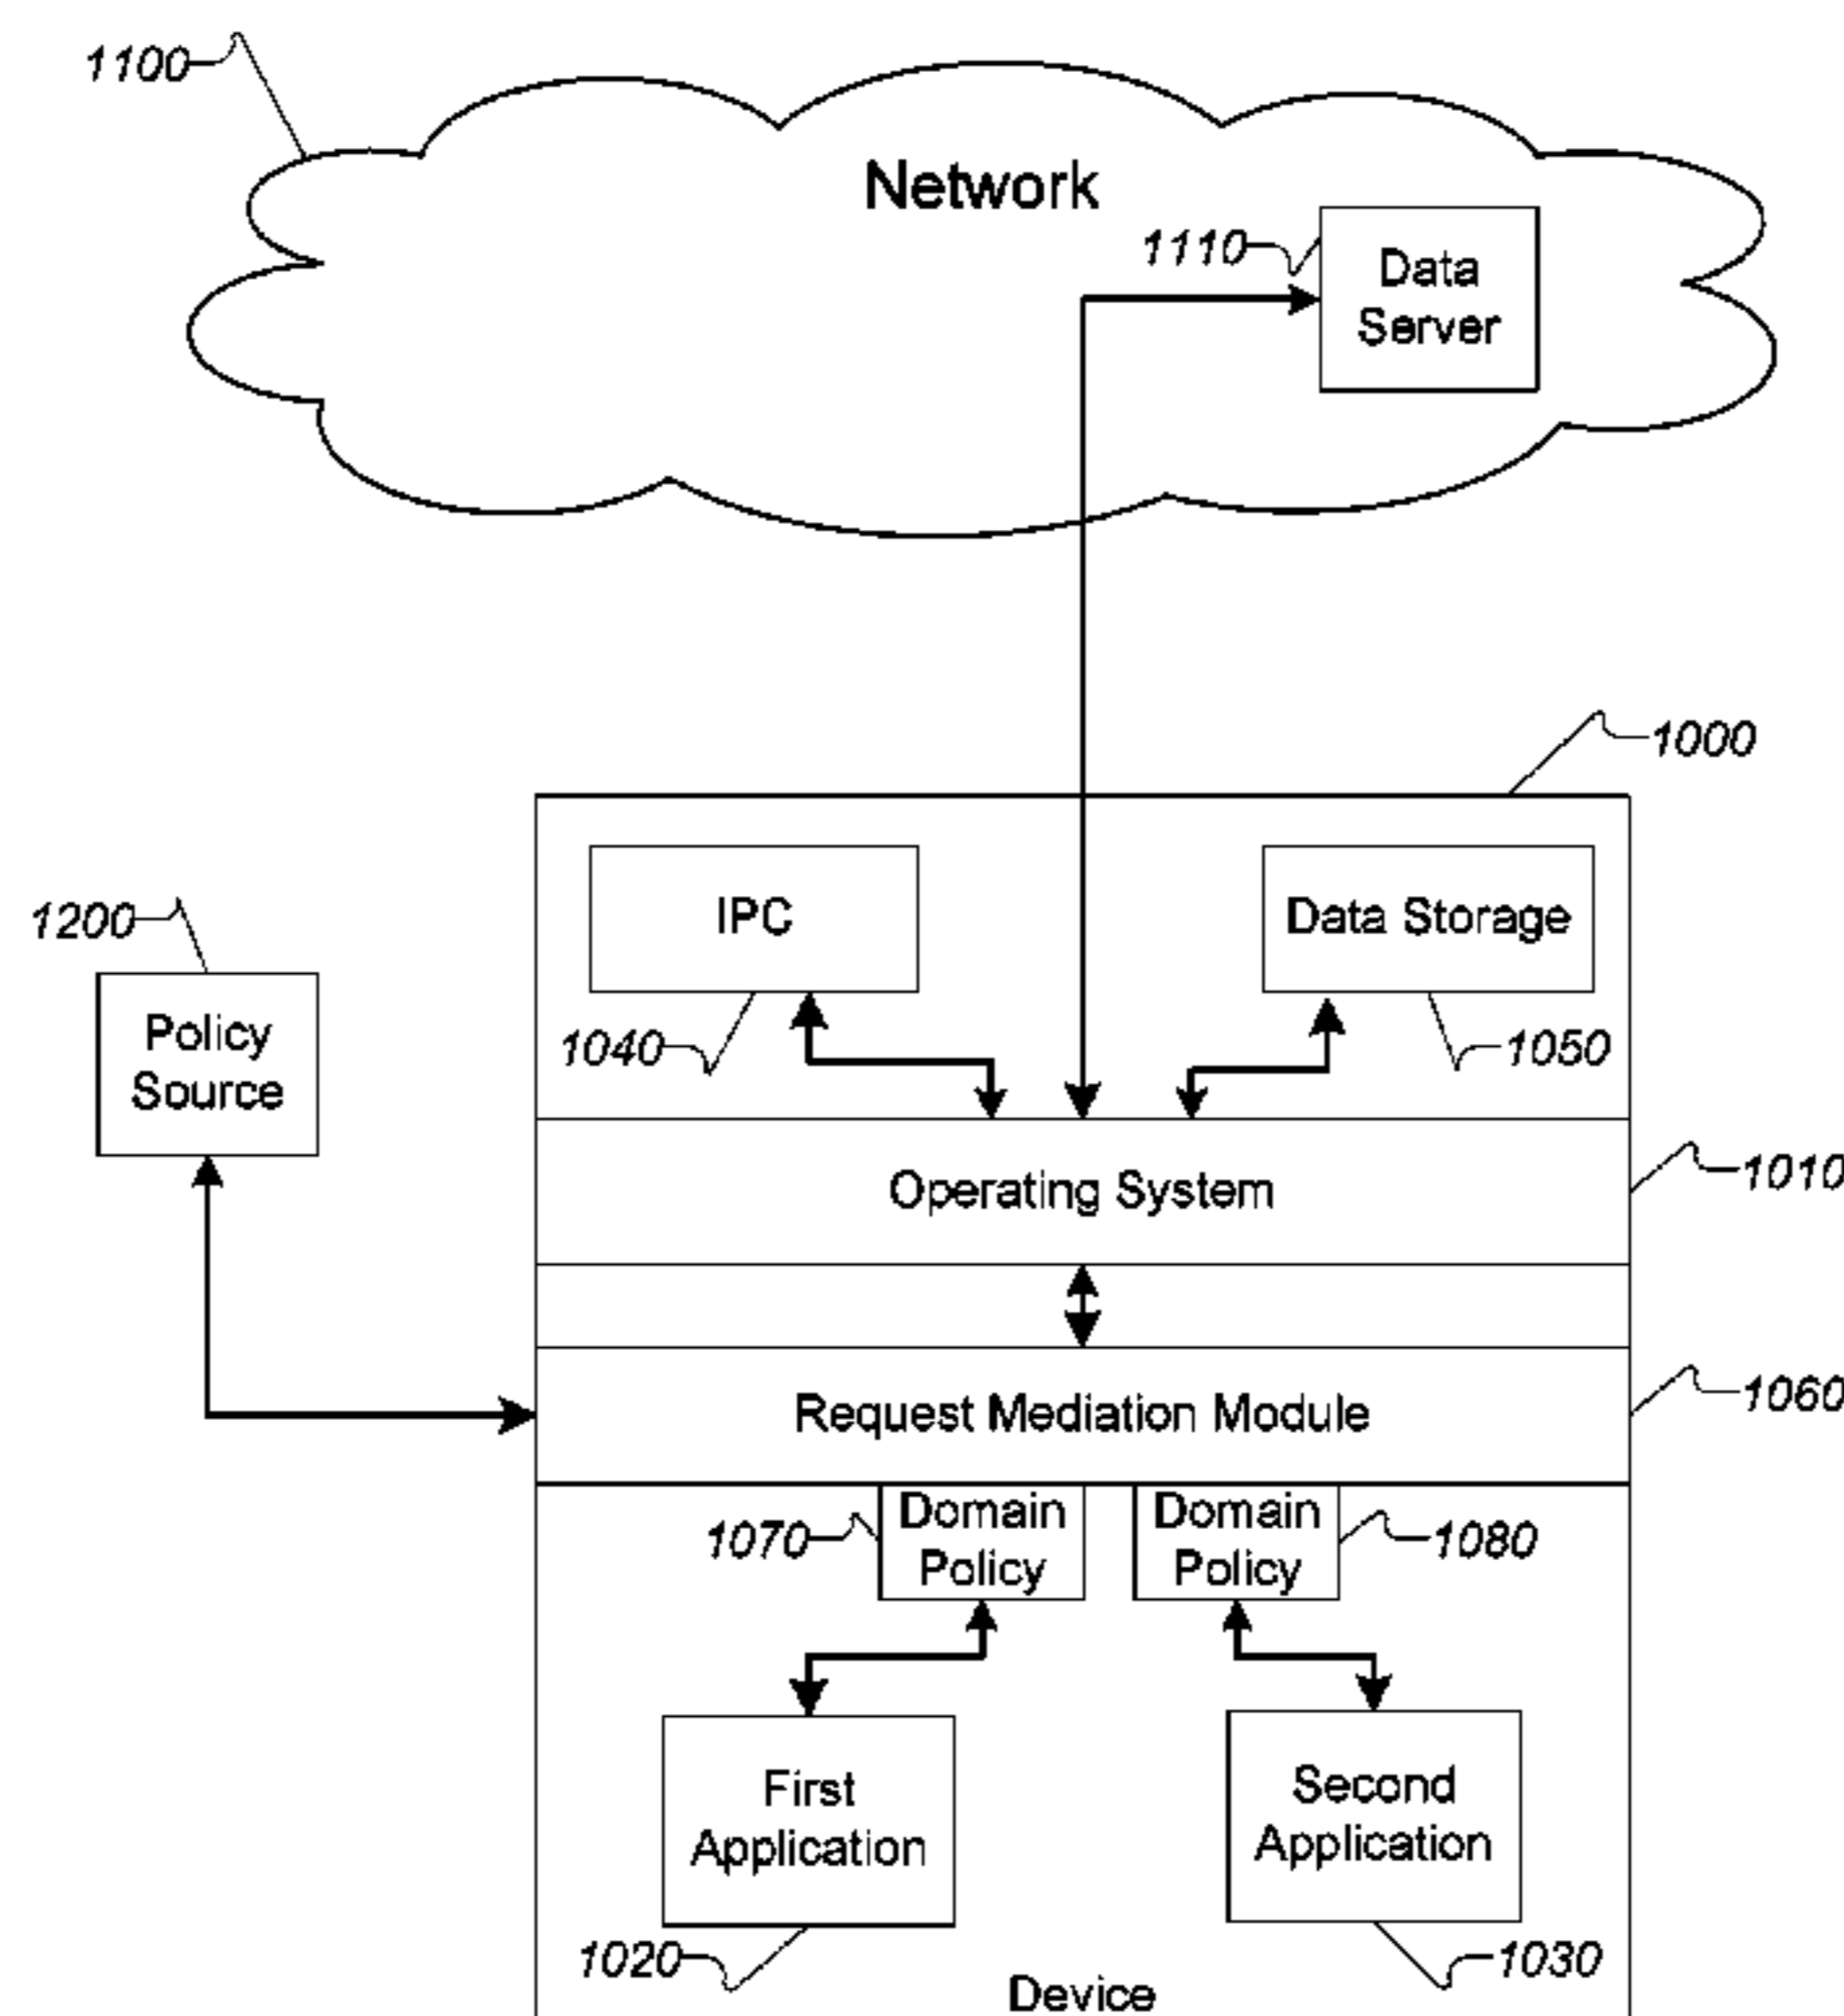 1100
Network
1110
Data
Server
1000
1200
IPC
Data Storage
Policy
Source
1040
1050
Operating System
1010
Request Mediation Module
1060
1070
Domain
Policy
Domain
Policy
1080
First
Application
Second
Application
1020
1030
Device